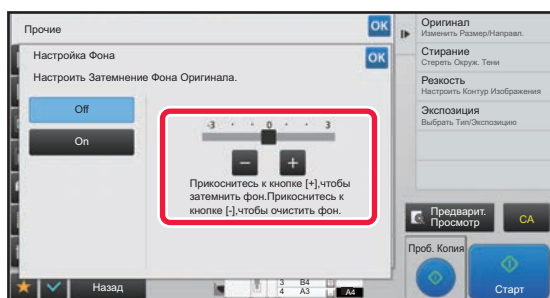 Прочие
OK
Настройка Фона
OK
Настроить Затемнение Фона Оригинала.
Off
On
-3 · · 0 · · 3
− +
Прикоснитесь к кнопке [+],чтобы
затемнить фон.Прикоснитесь к
кнопке [-],чтобы очистить фон.
Назад
3 B4
4 A3
A4
Оригинал
Изменить Размер/Направл.
Стирание
Стереть Окруж. Тени
Резкость
Настроить Контур Изображения
Экспозиция
Выбрать Тип/Экспозицию
Предварит.
Просмотр
CA
Проб. Копия
Старт